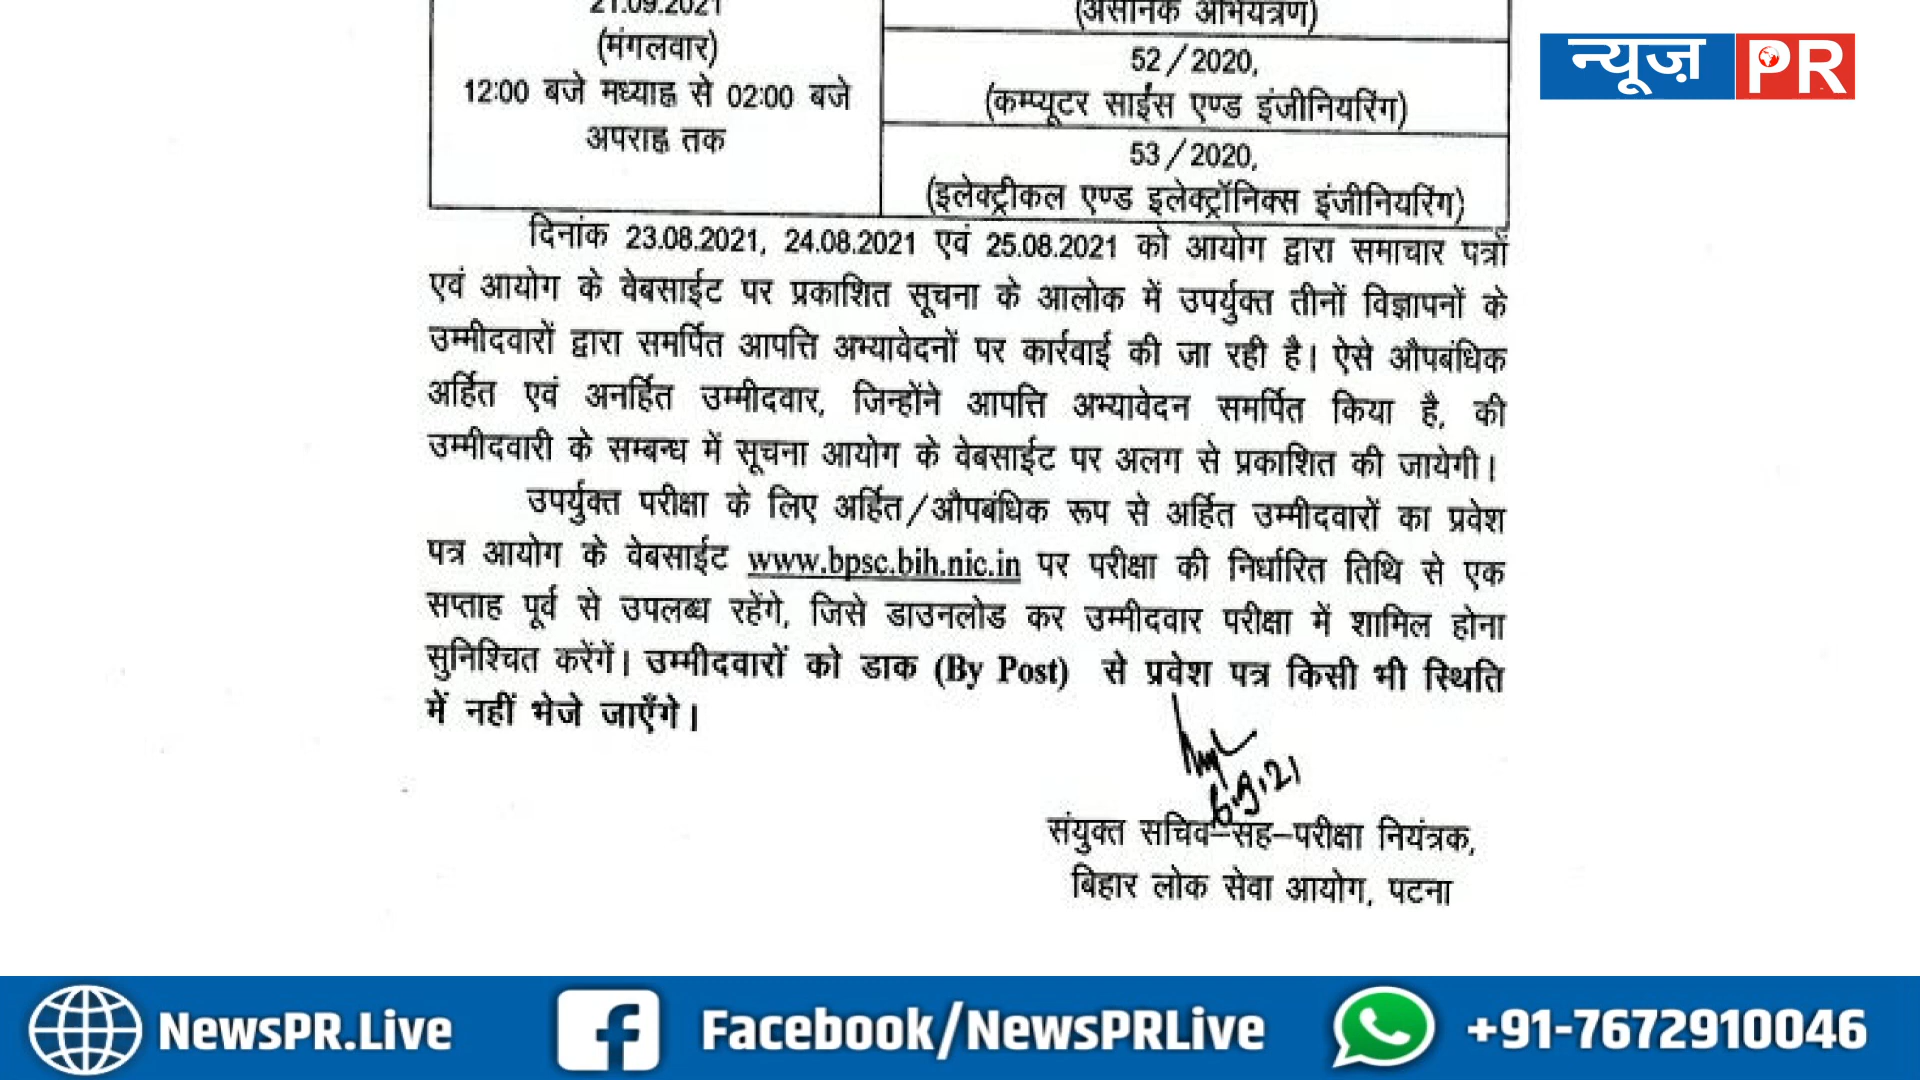 21.09.2021
(मंगलवार)
12:00 बजे मध्याह्न से 02:00 बजे
अपराह्न तक
(असैनिक अभियंत्रण)
52/2020,
(कम्प्यूटर साईंस एण्ड इंजीनियरिंग)
53/2020,
(इलेक्ट्रीकल एण्ड इलेक्ट्रॉनिक्स इंजीनियरिंग)
न्यूज़ PR
दिनांक 23.08.2021, 24.08.2021 एवं 25.08.2021 को आयोग द्वारा समाचार पत्रों
एवं आयोग के वेबसाईट पर प्रकाशित सूचना के आलोक में उपर्युक्त तीनों विज्ञापनों के
उम्मीदवारों द्वारा समर्पित आपत्ति अभ्यावेदनों पर कार्रवाई की जा रही है। ऐसे औपबंधिक
अर्हित एवं अनर्हित उम्मीदवार, जिन्होंने आपत्ति अभ्यावेदन समर्पित किया है, की
उम्मीदवारी के सम्बन्ध में सूचना आयोग के वेबसाईट पर अलग से प्रकाशित की जायेगी।
उपर्युक्त परीक्षा के लिए अर्हित/औपबंधिक रूप से अर्हित उम्मीदवारों का प्रवेश
पत्र आयोग के वेबसाईट www.bpsc.bih.nic.in पर परीक्षा की निर्धारित तिथि से एक
सप्ताह पूर्व से उपलब्ध रहेंगे, जिसे डाउनलोड कर उम्मीदवार परीक्षा में शामिल होना
सुनिश्चित करेंगें। उम्मीदवारों को डाक (By Post) से प्रवेश पत्र किसी भी स्थिति
में नहीं भेजे जाएँगे।
6.9.21
संयुक्त सचिव-सह-परीक्षा नियंत्रक,
बिहार लोक सेवा आयोग, पटना
NewsPR.Live
Facebook/NewsPRLive
+91-7672910046